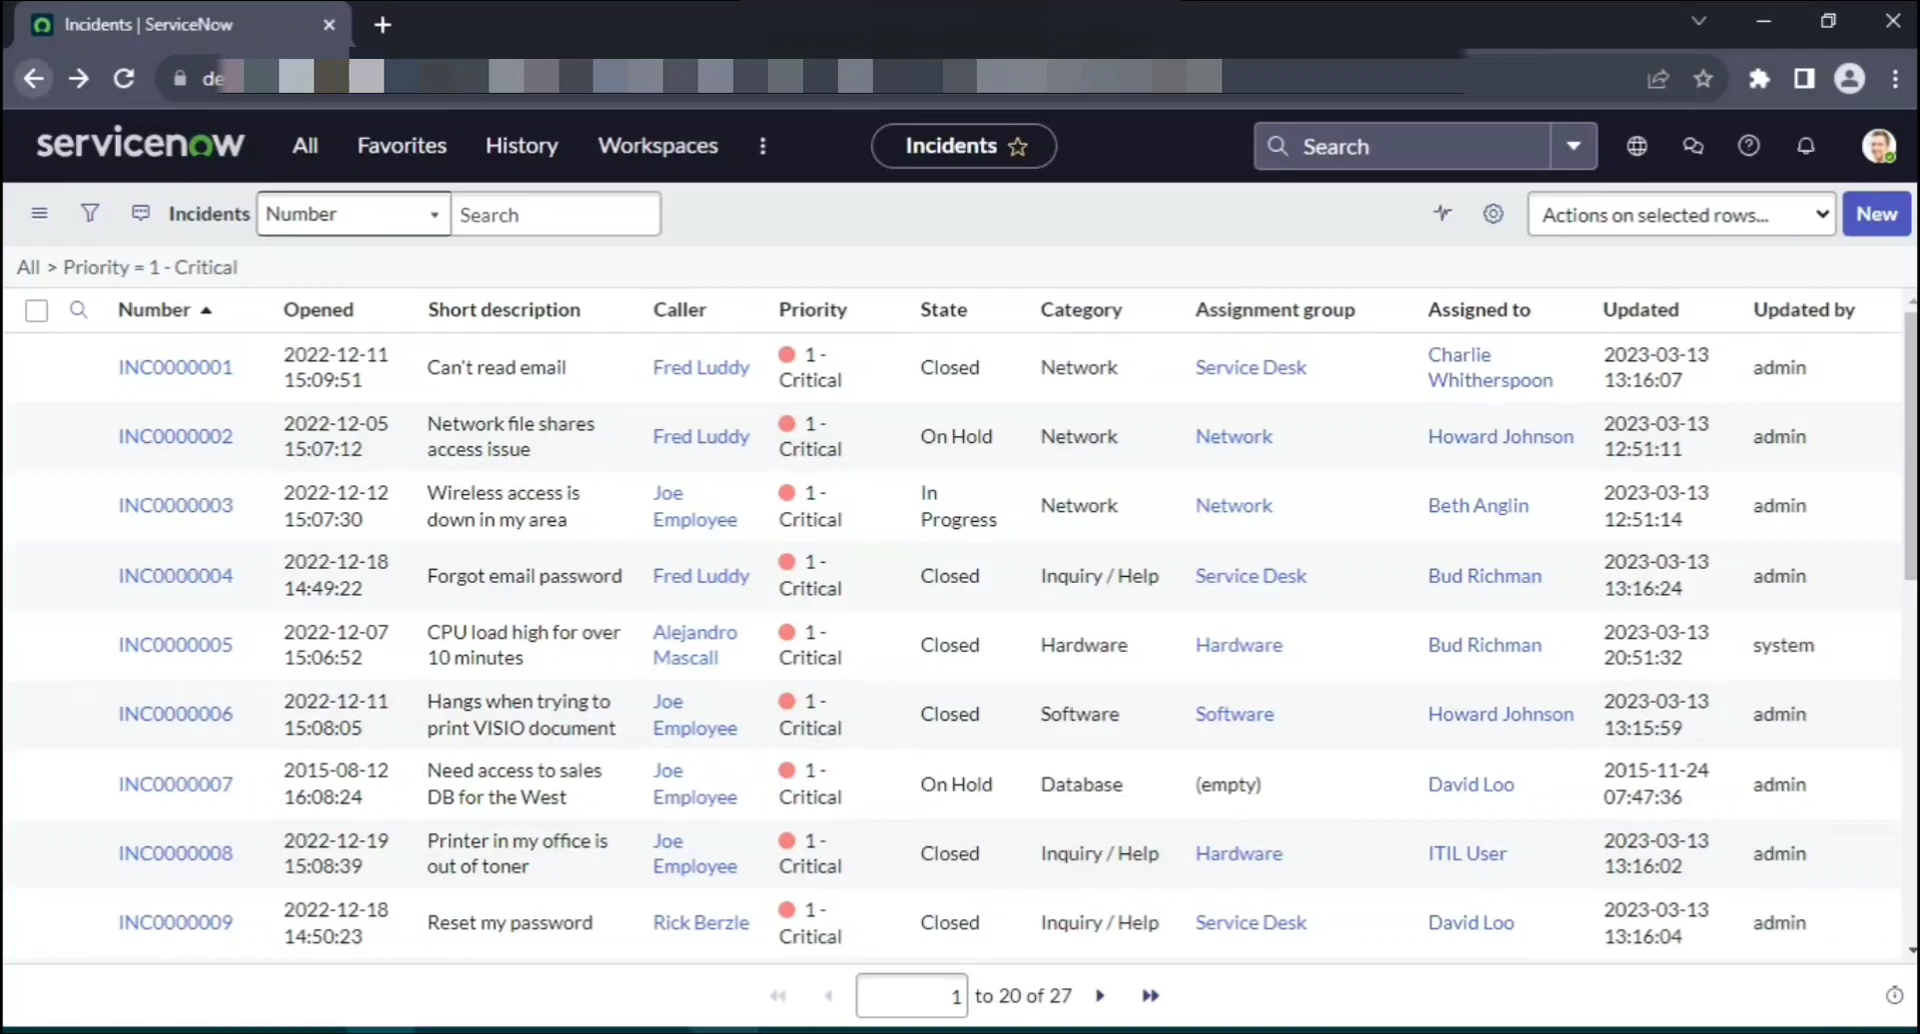 Incidents | ServiceNow
de
servicenow All Favorites History Workspaces Incidents Search
Incidents Number Search Actions on selected rows... New
All > Priority = 1 - Critical
Number Opened Short description Caller Priority State Category Assignment group Assigned to Updated Updated by
INC0000001 2022-12-11 15:09:51 Can't read email Fred Luddy 1 - Critical Closed Network Service Desk Charlie Whitherspoon 2023-03-13 13:16:07 admin
INC0000002 2022-12-05 15:07:12 Network file shares access issue Fred Luddy 1 - Critical On Hold Network Network Howard Johnson 2023-03-13 12:51:11 admin
INC0000003 2022-12-12 15:07:30 Wireless access is down in my area Joe Employee 1 - Critical In Progress Network Network Beth Anglin 2023-03-13 12:51:14 admin
INC0000004 2022-12-18 14:49:22 Forgot email password Fred Luddy 1 - Critical Closed Inquiry / Help Service Desk Bud Richman 2023-03-13 13:16:24 admin
INC0000005 2022-12-07 15:06:52 CPU load high for over 10 minutes Alejandro Mascall 1 - Critical Closed Hardware Hardware Bud Richman 2023-03-13 20:51:32 system
INC0000006 2022-12-11 15:08:05 Hangs when trying to print VISIO document Joe Employee 1 - Critical Closed Software Software Howard Johnson 2023-03-13 13:15:59 admin
INC0000007 2015-08-12 16:08:24 Need access to sales DB for the West Joe Employee 1 - Critical On Hold Database (empty) David Loo 2015-11-24 07:47:36 admin
INC0000008 2022-12-19 15:08:39 Printer in my office is out of toner Joe Employee 1 - Critical Closed Inquiry / Help Hardware ITIL User 2023-03-13 13:16:02 admin
INC0000009 2022-12-18 14:50:23 Reset my password Rick Berzle 1 - Critical Closed Inquiry / Help Service Desk David Loo 2023-03-13 13:16:04 admin
1 to 20 of 27